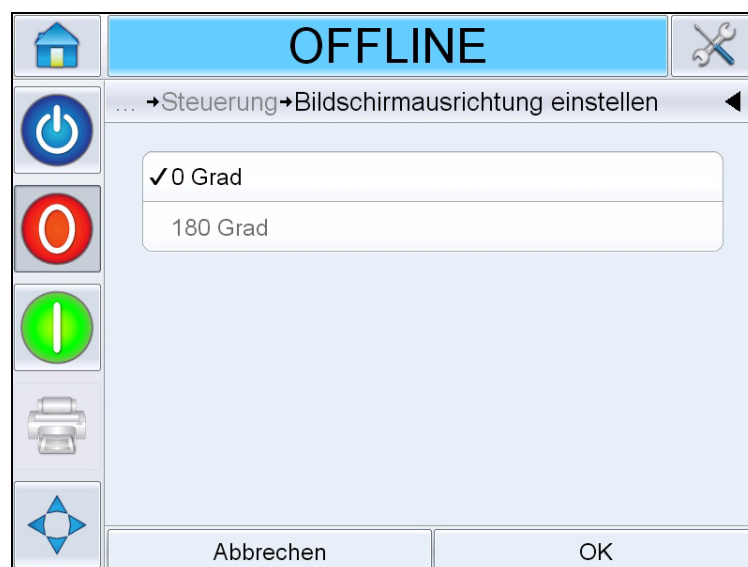 OFFLINE
... →Steuerung→Bildschirmausrichtung einstellen
✓0 Grad
180 Grad
Abbrechen
OK